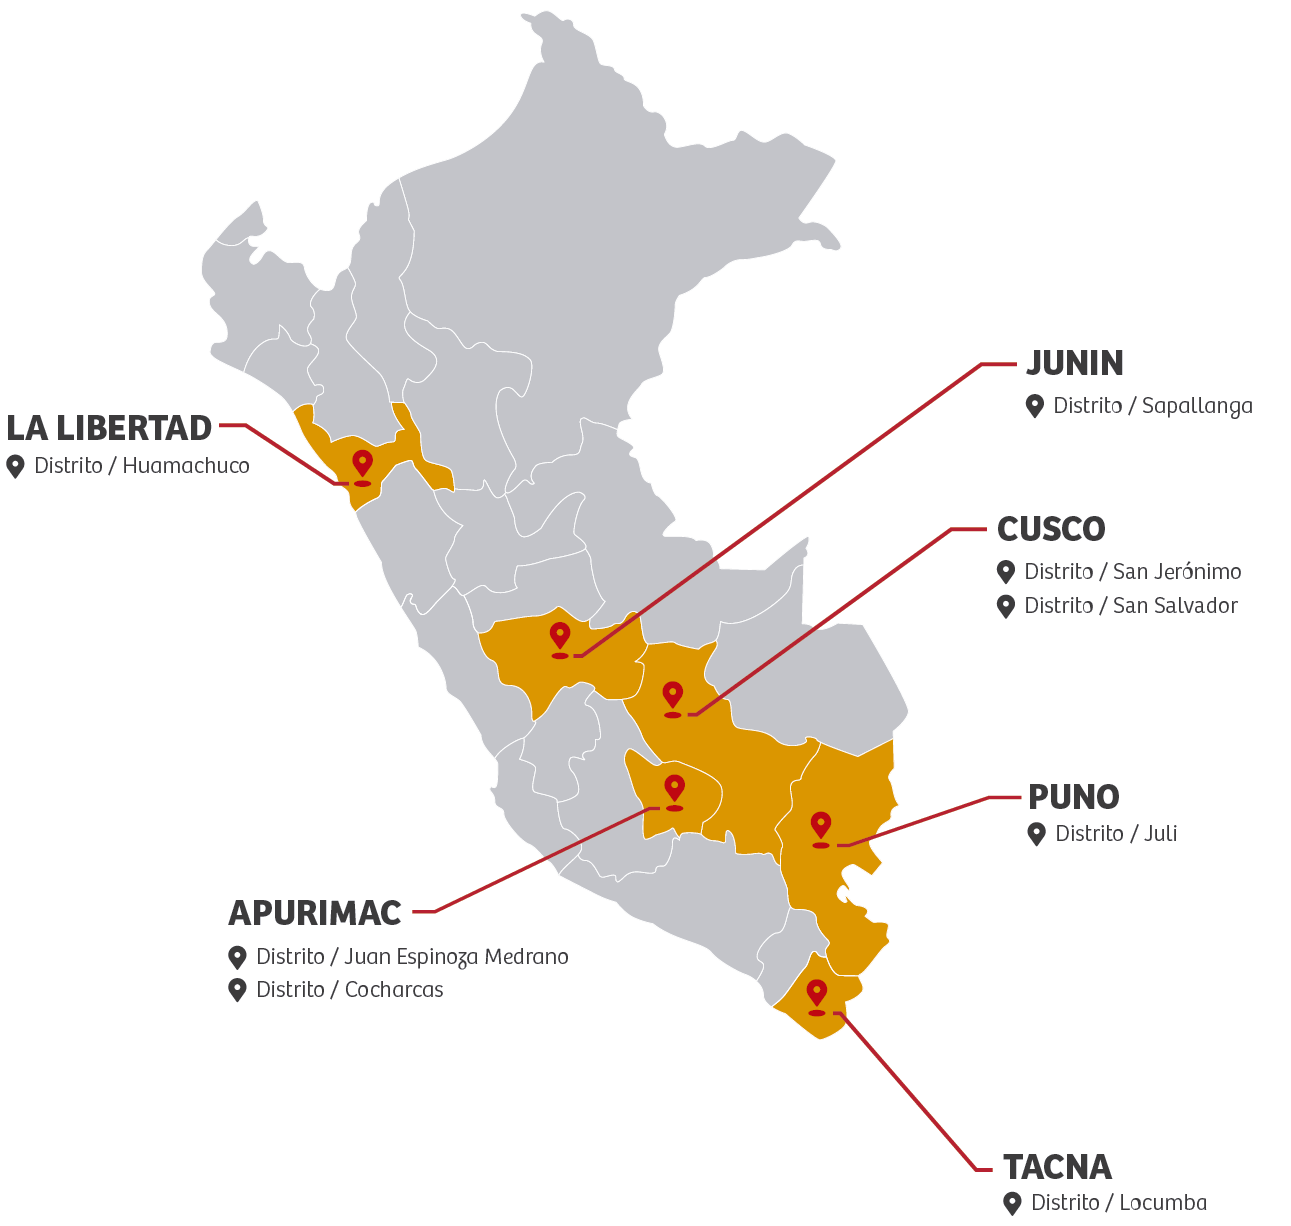 JUNIN
Distrito / Sapallanga
LA LIBERTAD
Distrito / Huamachuco
CUSCO
Distrito / San Jerónimo
Distrito / San Salvador
PUNO
Distrito / Juli
APURIMAC
Distrito / Juan Espinoza Medrano
Distrito / Cocharcas
TACNA
Distrito / Locumba